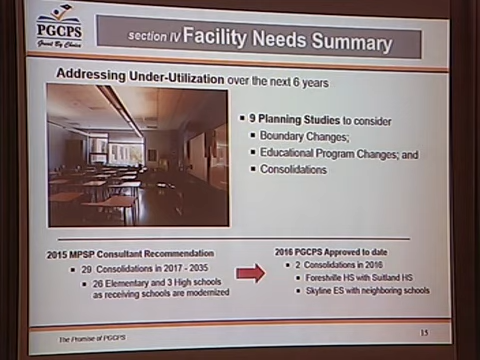 PGCPS
Great By Choice
section IV Facility Needs Summary
Addressing Under-Utilization over the next 6 years
▪ 9 Planning Studies to consider
▪ Boundary Changes;
▪ Educational Program Changes; and
▪ Consolidations
2015 MPSP Consultant Recommendation
▪ 29 Consolidations in 2017 - 2035
▪ 26 Elementary and 3 High schools
as receiving schools are modernized
2016 PGCPS Approved to date
▪ 2 Consolidations in 2016
▪ Forestville HS with Suitland HS
▪ Skyline ES with neighboring schools
The Promise of PGCPS
15